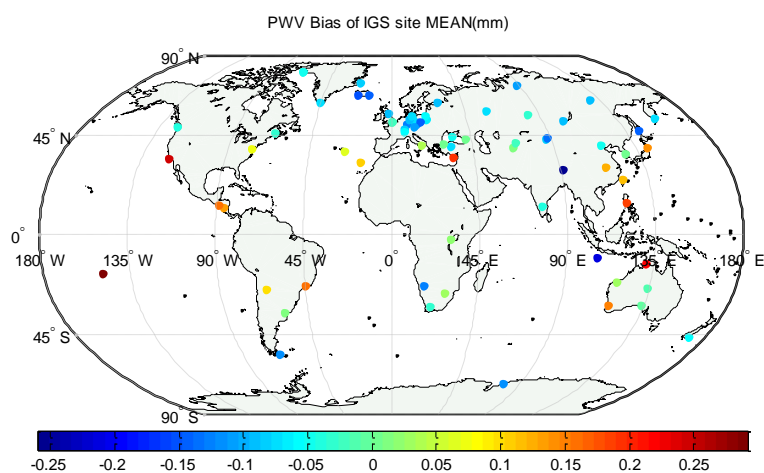 PWV Bias of IGS site MEAN(mm)
90° N
45° N
0°
180° W 135° W 90° W 45° W 0° 45° E 90° E 135° E 180° E
45° S
90° S
-0.25 -0.2 -0.15 -0.1 -0.05 0 0.05 0.1 0.15 0.2 0.25